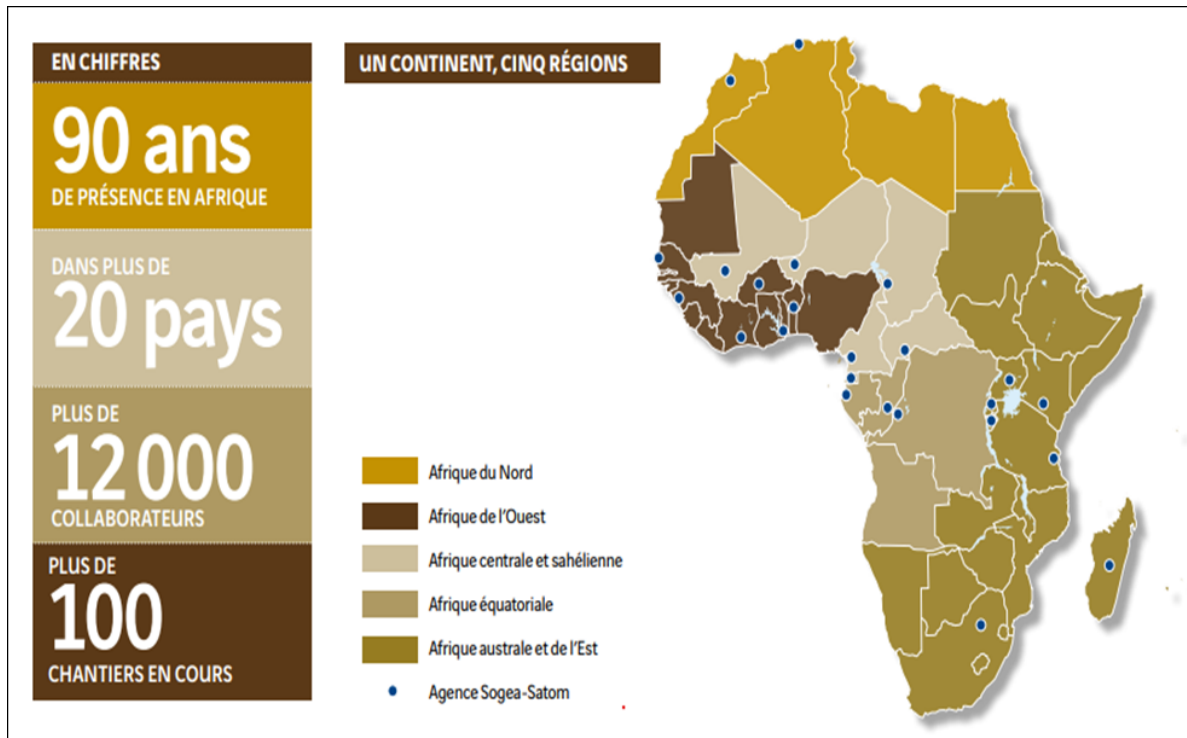 EN CHIFFRES
90 ans
DE PRÉSENCE EN AFRIQUE
DANS PLUS DE
20 pays
PLUS DE
12 000
COLLABORATEURS
PLUS DE
100
CHANTIERS EN COURS
UN CONTINENT, CINQ RÉGIONS
Afrique du Nord
Afrique de l’Ouest
Afrique centrale et sahélienne
Afrique équatoriale
Afrique australe et de l’Est
Agence Sogea-Satom